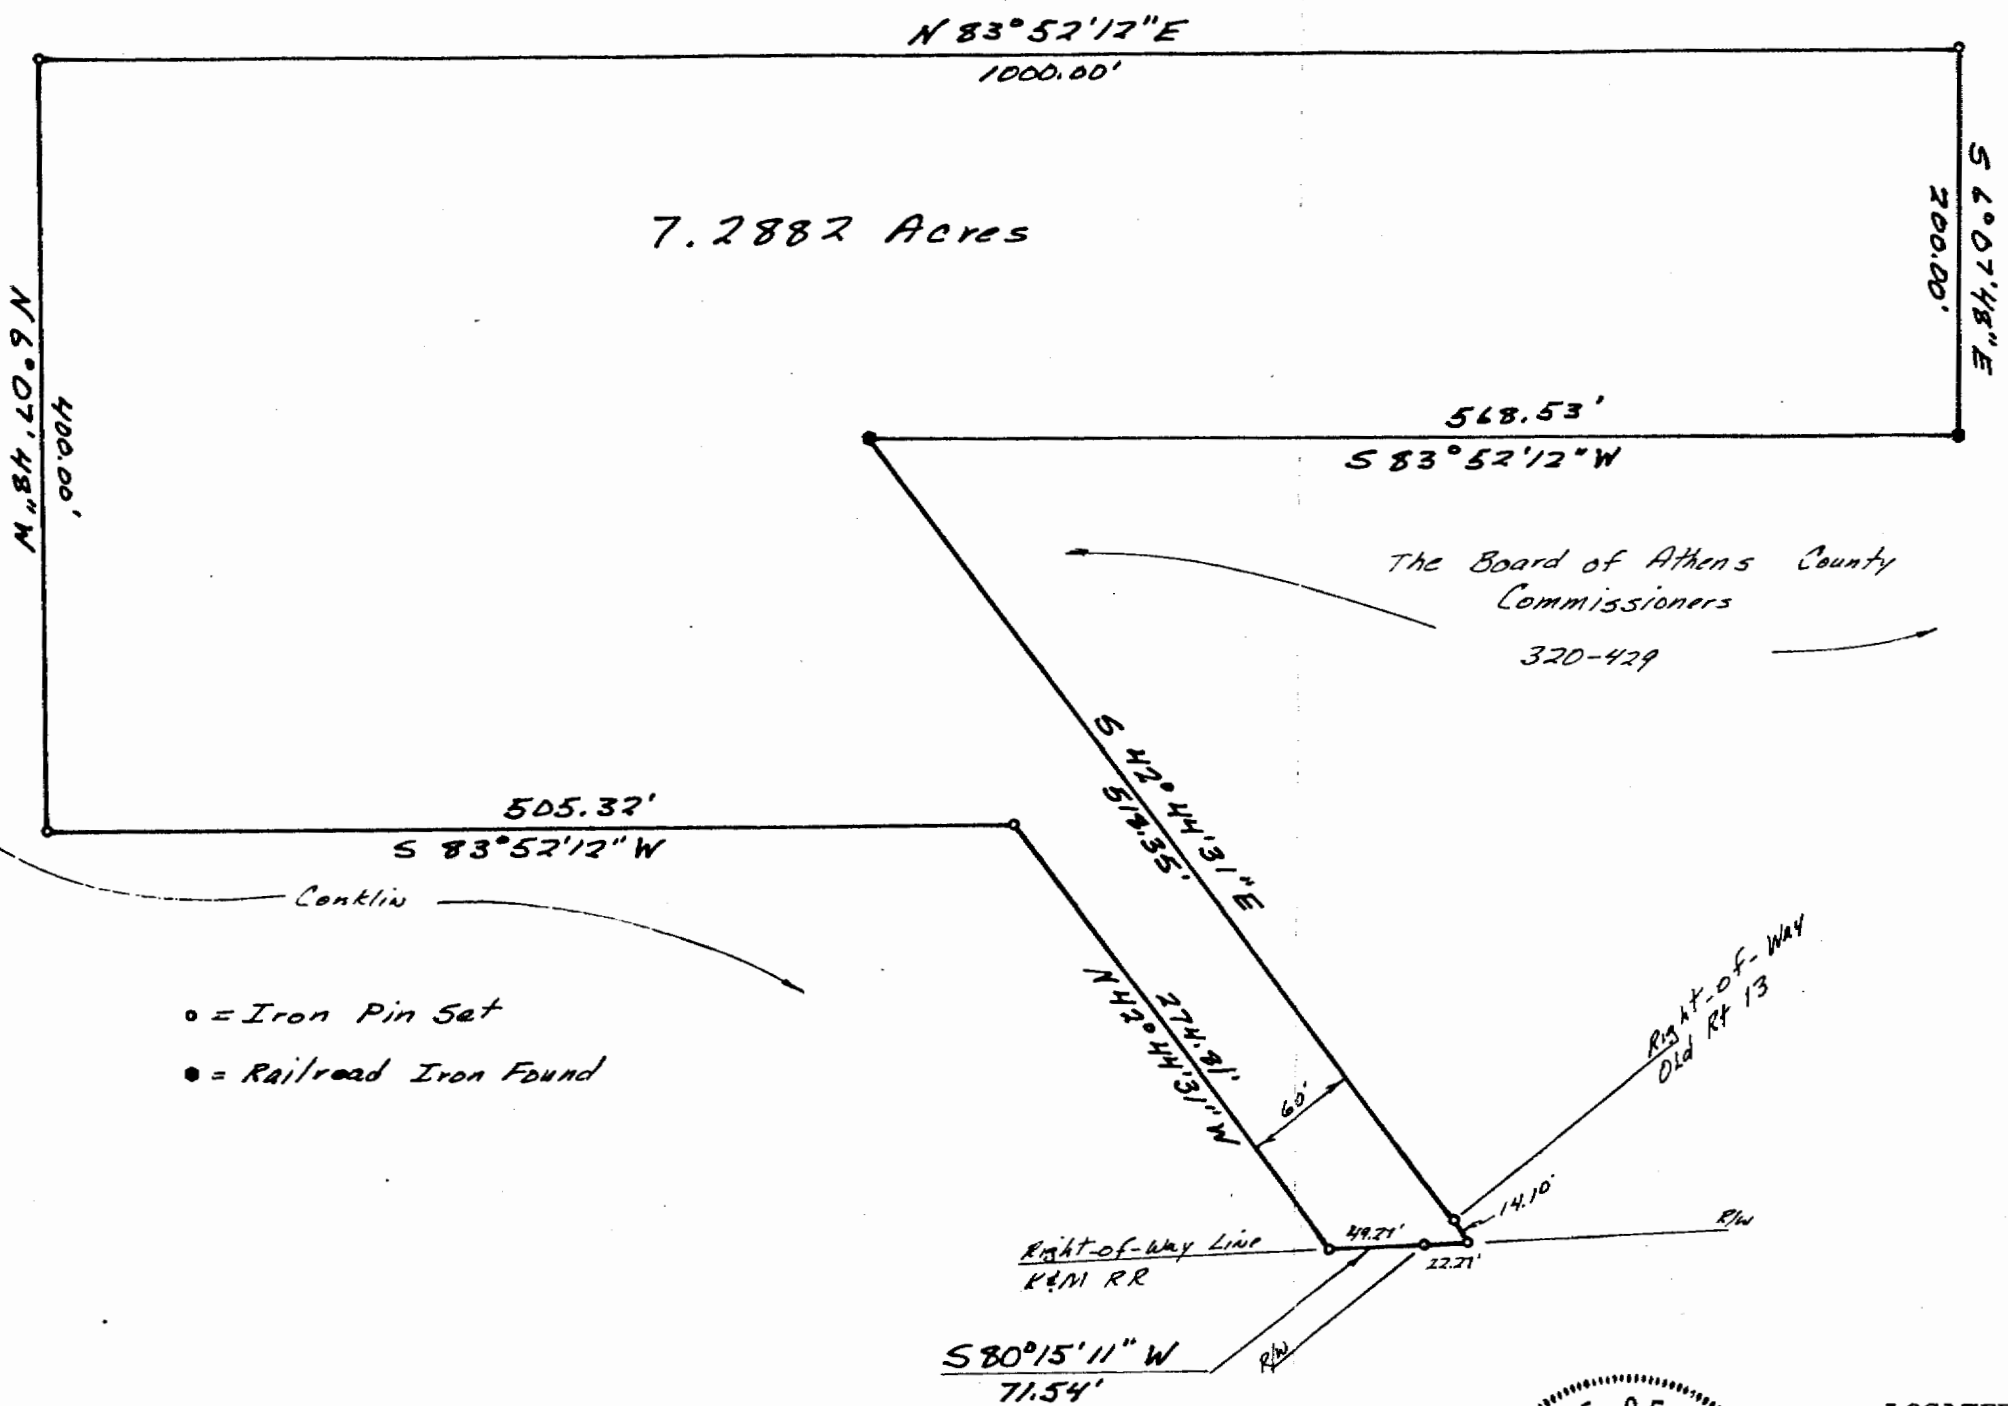 N 83°52'12"E
1000.00'
S 6°07'48"E
200.00'
7.2882 Acres
N 6°07'48"W
400.00'
568.53'
S 83°52'12"W
The Board of Athens County
Commissioners
320-429
S 42°44'31"E
518.35'
505.32'
S 83°52'12"W
Conklin
N 42°44'31"W
274.81'
o = Iron Pin Set
● = Railroad Iron Found
Right-of-Way
Old Rt 13
60'
14.10'
R/W
49.27'
22.27'
Right-of-Way Line
K&M RR
S 80°15'11" W
71.54'
R/W